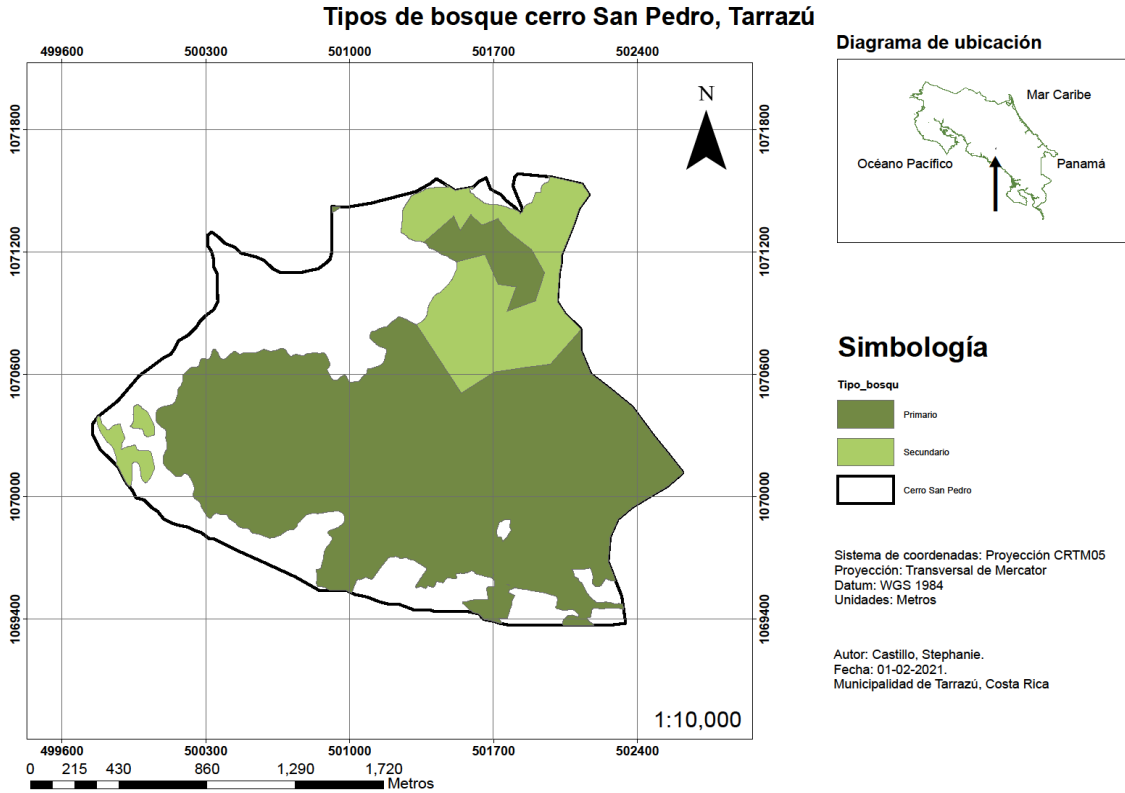 Tipos de bosque cerro San Pedro, Tarrazú
499600 500300 501000 501700 502400
1071800
1071200
1070600
1070000
1069400
1071800
1071200
1070600
1070000
1069400
N
1:10,000
499600 500300 501000 501700 502400
0 215 430 860 1,290 1,720
Metros
Diagrama de ubicación
Mar Caribe
Océano Pacífico
Panamá
Simbología
Tipo_bosqu
Primario
Secundario
Cerro San Pedro
Sistema de coordenadas: Proyección CRTM05
Proyección: Transversal de Mercator
Datum: WGS 1984
Unidades: Metros
Autor: Castillo, Stephanie.
Fecha: 01-02-2021.
Municipalidad de Tarrazú, Costa Rica